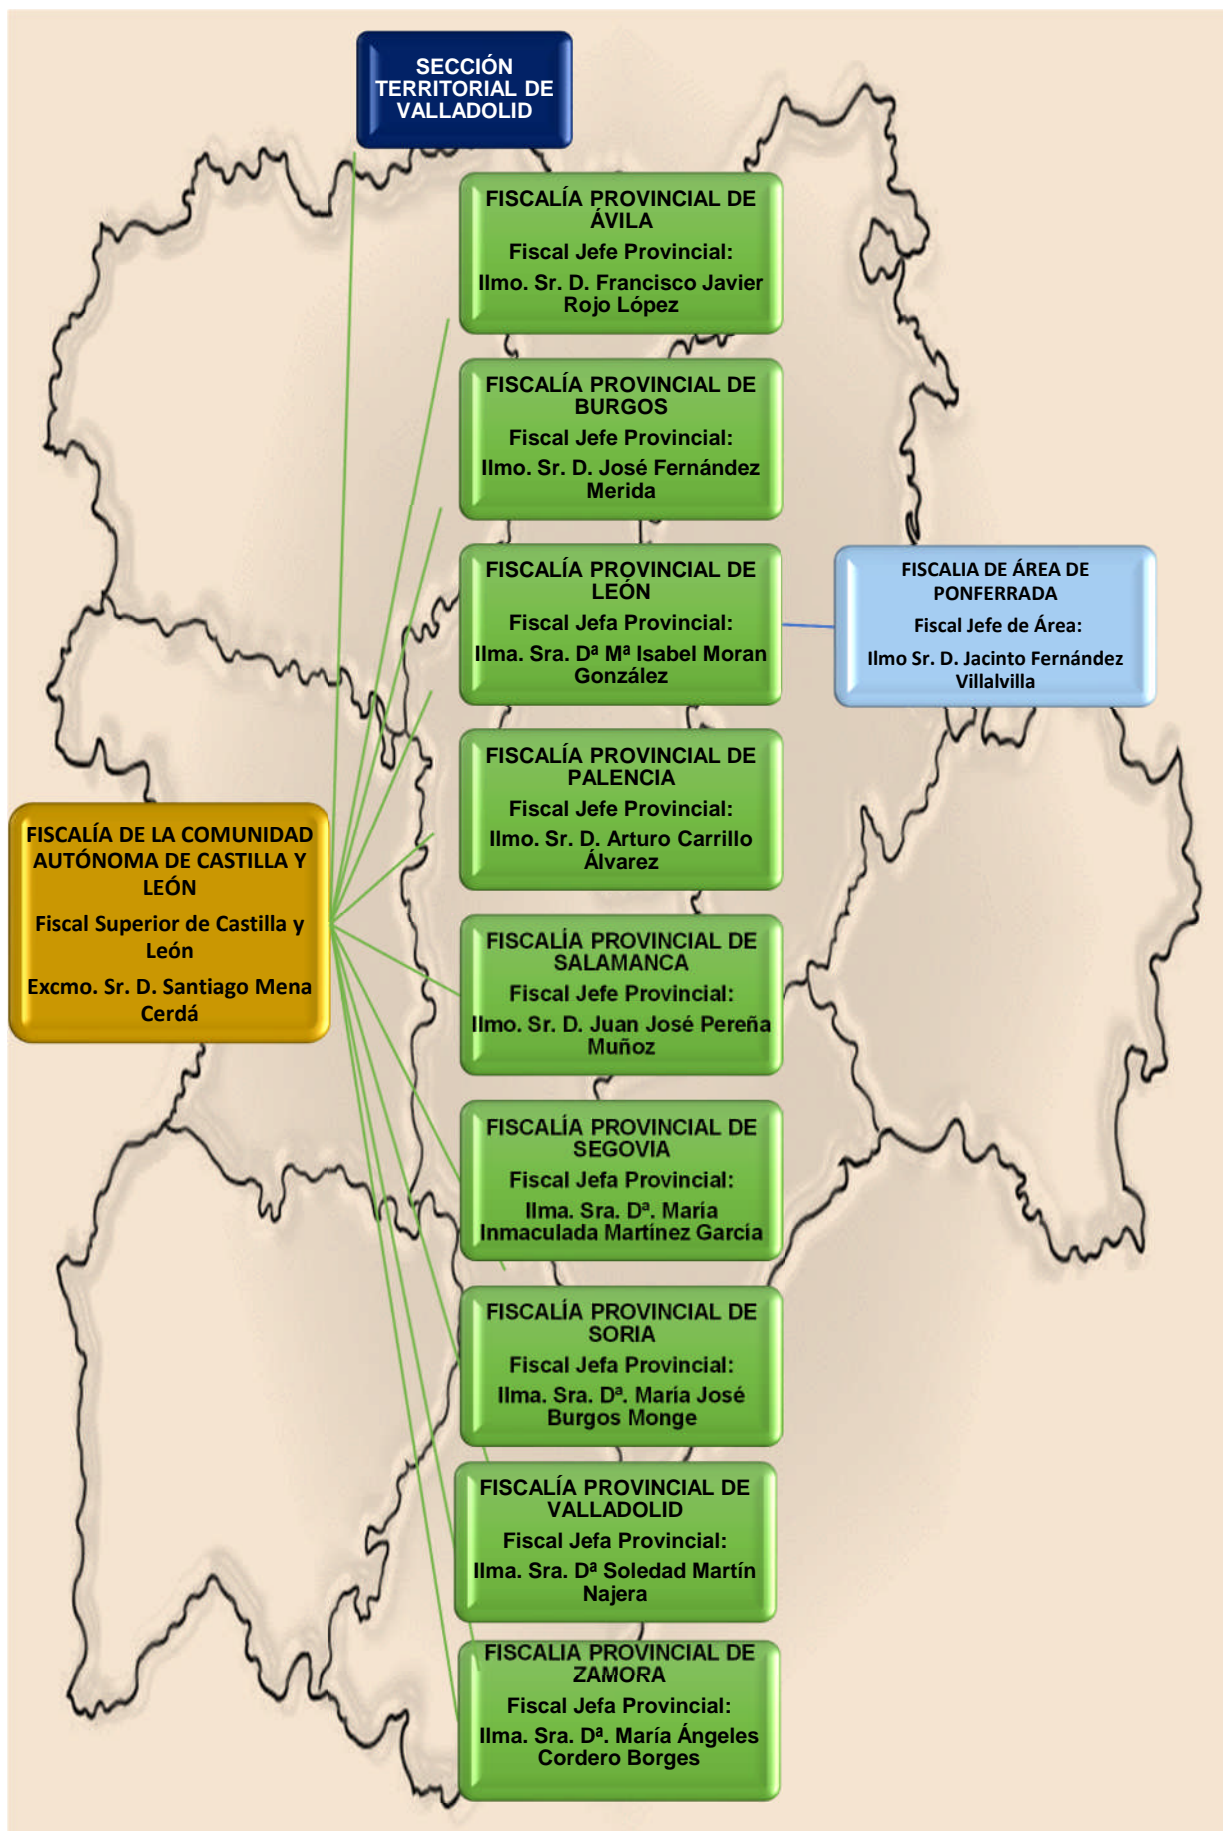 SECCIÓN
TERRITORIAL DE
VALLADOLID
FISCALÍA PROVINCIAL DE
ÁVILA
Fiscal Jefe Provincial:
Ilmo. Sr. D. Francisco Javier
Rojo López
FISCALÍA PROVINCIAL DE
BURGOS
Fiscal Jefe Provincial:
Ilmo. Sr. D. José Fernández
Merida
FISCALÍA PROVINCIAL DE
LEÓN
Fiscal Jefa Provincial:
Ilma. Sra. Dª Mª Isabel Moran
González
FISCALIA DE ÁREA DE
PONFERRADA
Fiscal Jefe de Área:
Ilmo Sr. D. Jacinto Fernández
Villalvilla
FISCALÍA PROVINCIAL DE
PALENCIA
Fiscal Jefe Provincial:
Ilmo. Sr. D. Arturo Carrillo
Álvarez
FISCALÍA DE LA COMUNIDAD
AUTÓNOMA DE CASTILLA Y
LEÓN
Fiscal Superior de Castilla y
León
Excmo. Sr. D. Santiago Mena
Cerdá
FISCALÍA PROVINCIAL DE
SALAMANCA
Fiscal Jefe Provincial:
Ilmo. Sr. D. Juan José Pereña
Muñoz
FISCALÍA PROVINCIAL DE
SEGOVIA
Fiscal Jefa Provincial:
Ilma. Sra. Dª. María
Inmaculada Martínez García
FISCALÍA PROVINCIAL DE
SORIA
Fiscal Jefa Provincial:
Ilma. Sra. Dª. María José
Burgos Monge
FISCALÍA PROVINCIAL DE
VALLADOLID
Fiscal Jefa Provincial:
Ilma. Sra. Dª Soledad Martín
Najera
FISCALIA PROVINCIAL DE
ZAMORA
Fiscal Jefa Provincial:
Ilma. Sra. Dª. María Ángeles
Cordero Borges